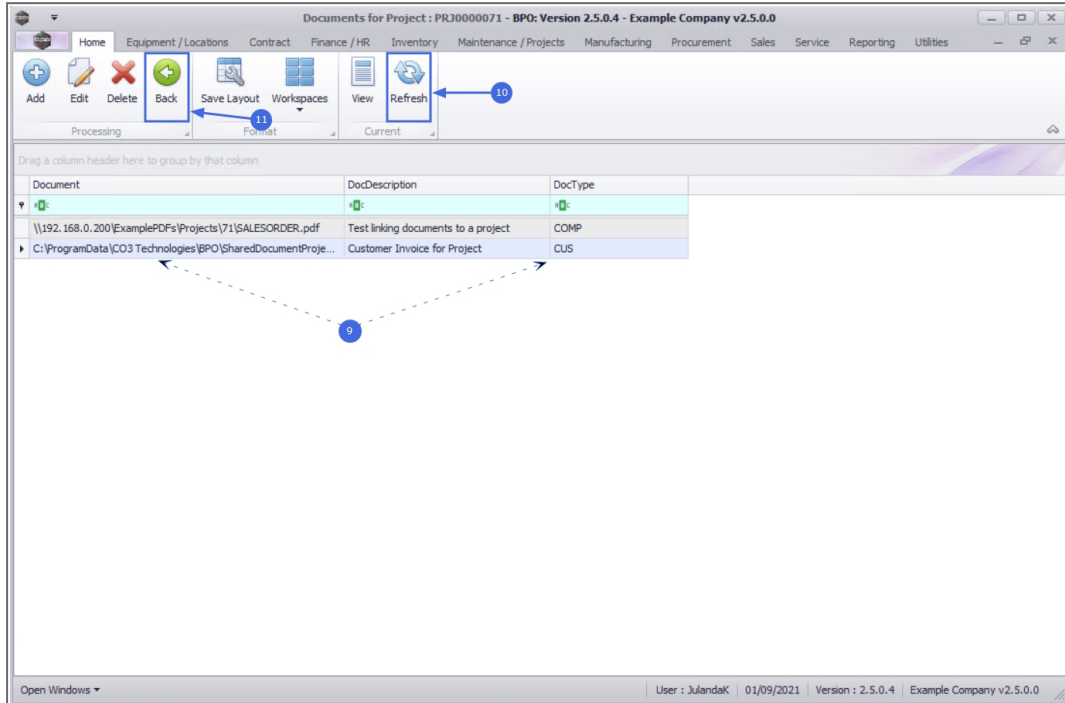 Documents for Project : PRJ0000071 - BPO: Version 2.5.0.4 - Example Company v2.5.0.0
Home Equipment / Locations Contract Finance / HR Inventory Maintenance / Projects Manufacturing Procurement Sales Service Reporting Utilities
Add Edit Delete Back Save Layout Workspaces View Refresh
10
11
Processing Format Current
Drag a column header here to group by that column
Document DocDescription DocType
\\192.168.0.200\ExamplePDFs\Projects\71\SALESORDER.pdf Test linking documents to a project COMP
C:\ProgramData\CO3 Technologies\BPO\SharedDocumentProje... Customer Invoice for Project CUS
9
Open Windows User : JulandaK 01/09/2021 Version : 2.5.0.4 Example Company v2.5.0.0